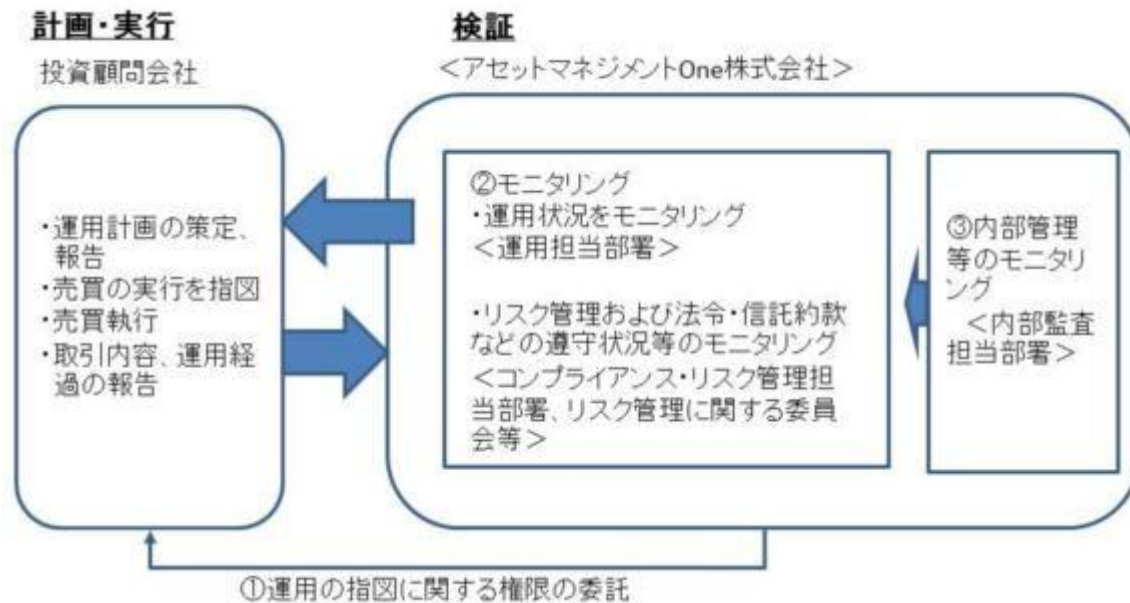 計画・実行
投資顧問会社
・運用計画の策定、
報告
・売買の実行を指図
・売買執行
・取引内容、運用経
過の報告
検証
＜アセットマネジメントOne株式会社＞
②モニタリング
・運用状況をモニタリング
＜運用担当部署＞
・リスク管理および法令・信託約款
などの遵守状況等のモニタリング
＜コンプライアンス・リスク管理担
当部署、リスク管理に関する委員
会等＞
③内部管理
等のモニタリ
ング
＜内部監査
担当部署＞
①運用の指図に関する権限の委託